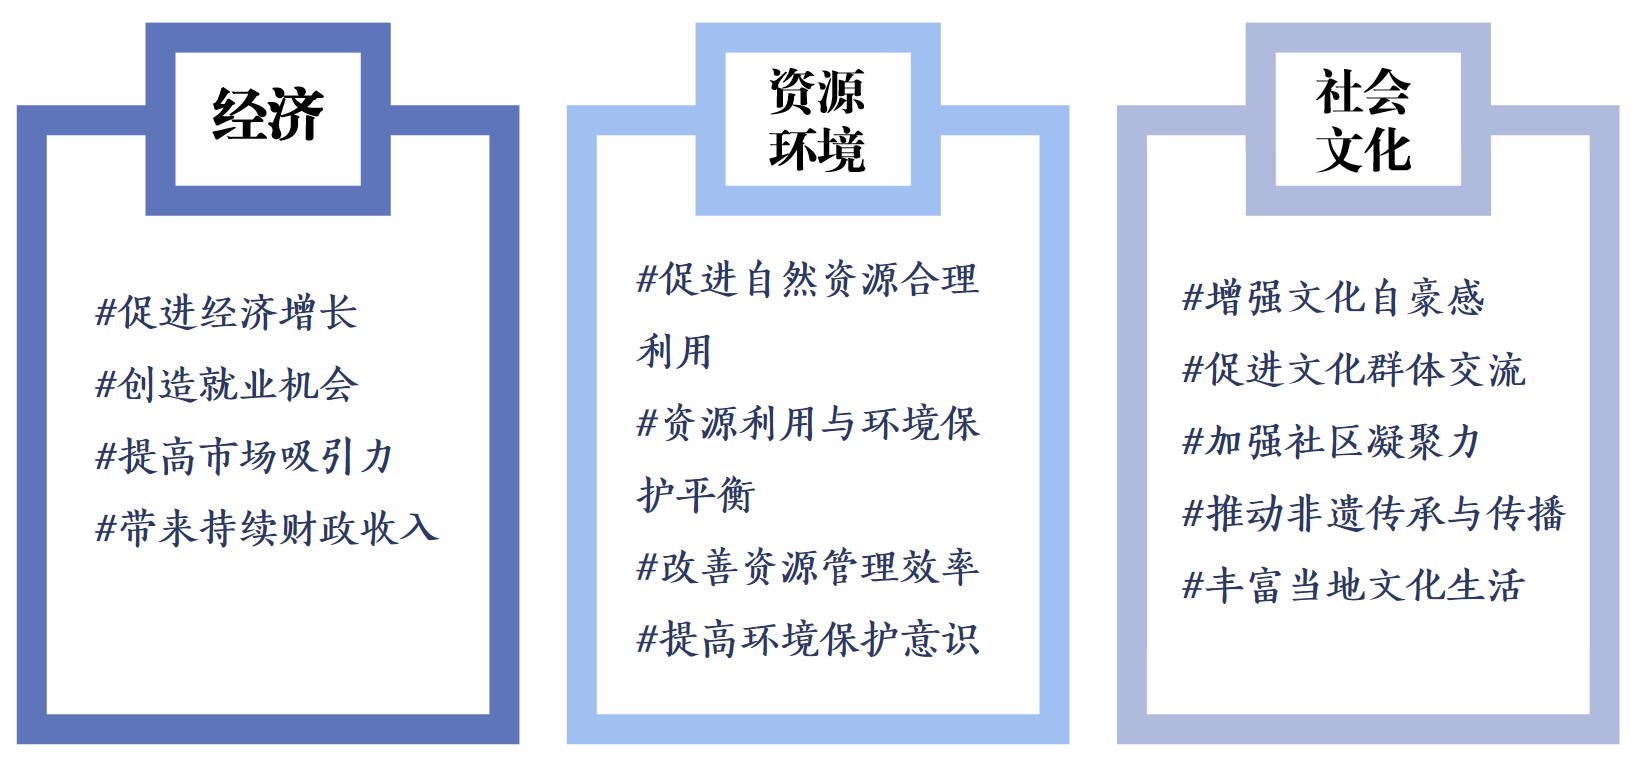 经济
#促进经济增长
#创造就业机会
#提高市场吸引力
#带来持续财政收入
资源
环境
#促进自然资源合理
利用
#资源利用与环境保
护平衡
#改善资源管理效率
#提高环境保护意识
社会
文化
#增强文化自豪感
#促进文化群体交流
#加强社区凝聚力
#推动非遗传承与传播
#丰富当地文化生活